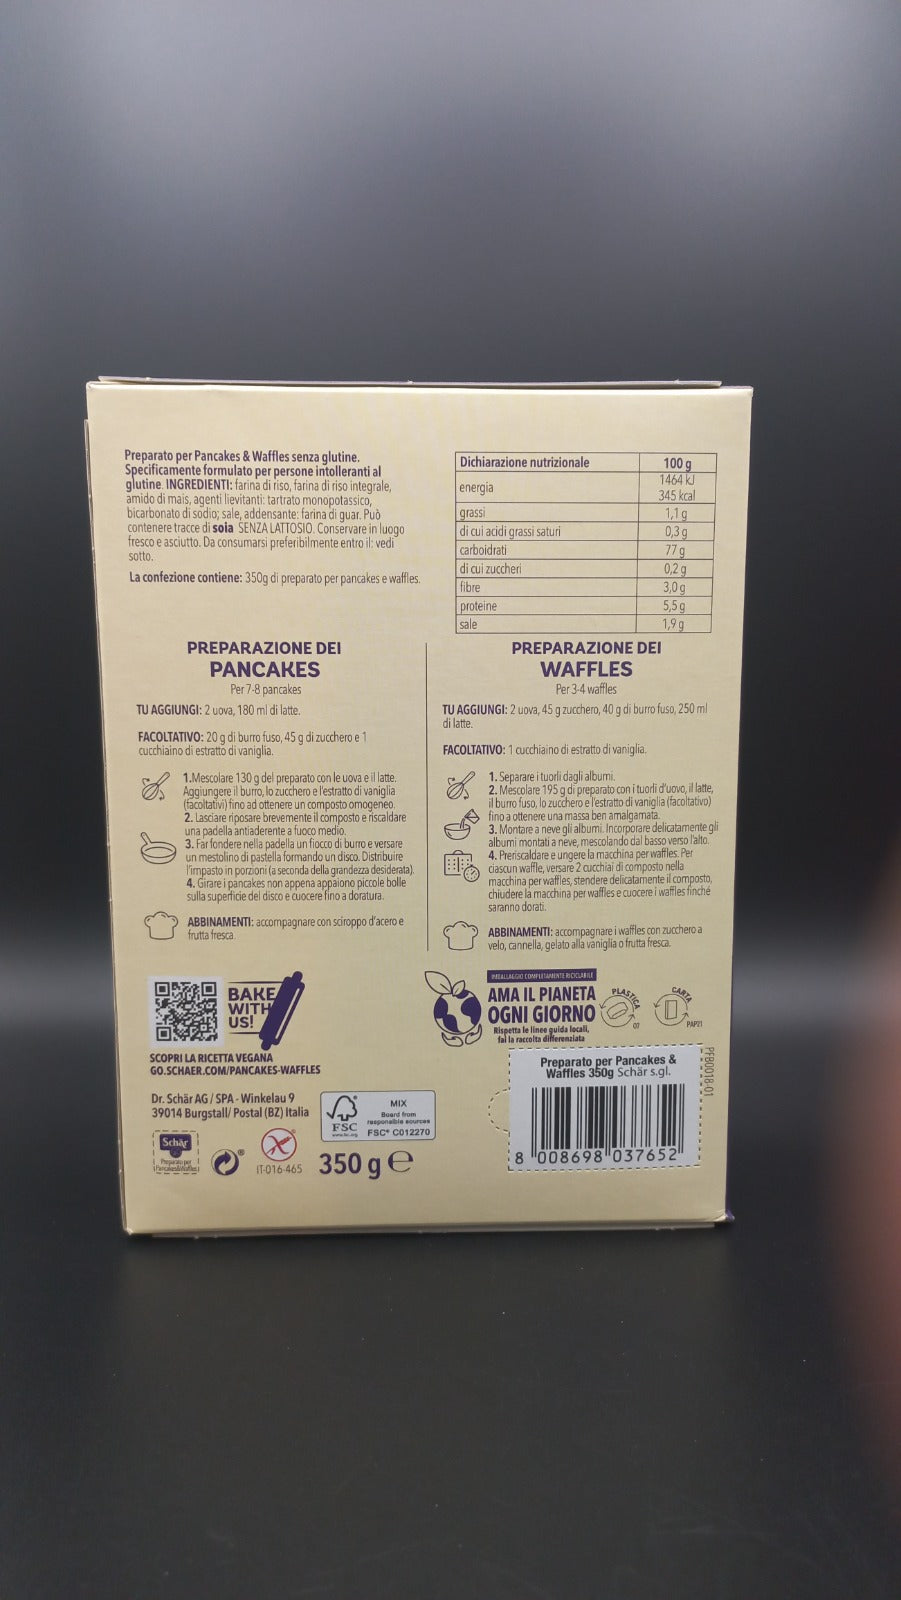 Preparato per Pancakes & Waffles senza glutine.
Specificamente formulato per persone intolleranti al
glutine. INGREDIENTI: farina di riso, farina di riso integrale,
amido di mais, agenti lievitanti: tartrato monopotassico,
bicarbonato di sodio; sale, addensante: farina di guar. Può
contenere tracce di soia SENZA LATTOSIO. Conservare in luogo
fresco e asciutto. Da consumarsi preferibilmente entro il: vedi
sotto.
La confezione contiene: 350g di preparato per pancakes e waffles.
Dichiarazione nutrizionale 100 g
energia 1464 kJ
345 kcal
grassi 1,1 g
di cui acidi grassi saturi 0,3 g
carboidrati 77 g
di cui zuccheri 0,2 g
fibre 3,0 g
proteine 5,5 g
sale 1,9 g
PREPARAZIONE DEI
PANCAKES
Per 7-8 pancakes
TU AGGIUNGI: 2 uova, 180 ml di latte.
FACOLTATIVO: 20 g di burro fuso, 45 g di zucchero e 1
cucchiaino di estratto di vaniglia.
1.Mescolare 130 g del preparato con le uova e il latte.
Aggiungere il burro, lo zucchero e l'estratto di vaniglia
(facoltativi) fino ad ottenere un composto omogeneo.
2. Lasciare riposare brevemente il composto e riscaldare
una padella antiaderente a fuoco medio.
3. Far fondere nella padella un fiocco di burro e versare
un mestolino di pastella formando un disco. Distribuire
l'impasto in porzioni (a seconda della grandezza desiderata).
4. Girare i pancakes non appena appaiono piccole bolle
sulla superficie del disco e cuocere fino a doratura.
ABBINAMENTI: accompagnare con sciroppo d'acero e
frutta fresca.
PREPARAZIONE DEI
WAFFLES
Per 3-4 waffles
TU AGGIUNGI: 2 uova, 45 g zucchero, 40 g di burro fuso, 250 ml
di latte.
FACOLTATIVO: 1 cucchiaino di estratto di vaniglia.
1. Separare i tuorli dagli albumi.
2. Mescolare 195 g di preparato con i tuorli d'uovo, il latte,
il burro fuso, lo zucchero e l'estratto di vaniglia (facoltativo)
fino a ottenere una massa ben amalgamata.
3. Montare a neve gli albumi. Incorporare delicatamente gli
albumi montati a neve, mescolando dal basso verso l'alto.
4. Preriscaldare e ungere la macchina per waffles. Per
ciascun waffle, versare 2 cucchiai di composto nella
macchina per waffles, stendere delicatamente il composto,
chiudere la macchina per waffles e cuocere i waffles finché
saranno dorati.
ABBINAMENTI: accompagnare i waffles con zucchero a
velo, cannella, gelato alla vaniglia o frutta fresca.
BAKE
WITH
US!
SCOPRI LA RICETTA VEGANA
GO.SCHAER.COM/PANCAKES-WAFFLES
IMBALLAGGIO COMPLETAMENTE RICICLABILE
AMA IL PIANETA
OGNI GIORNO
Rispetta le linee guida locali,
fai la raccolta differenziata
PLASTICA
07
CARTA
PAP21
PFB0018-01
Dr. Schär AG / SPA - Winkelau 9
39014 Burgstall/ Postal (BZ) Italia
Schär
Preparato per
Pancakes&Waffles
IT-016-465
FSC
www.fsc.org
MIX
Board from
responsible sources
FSC® C012270
350 g e
Preparato per Pancakes &
Waffles 350g Schär s.gl.
8 008698 037652